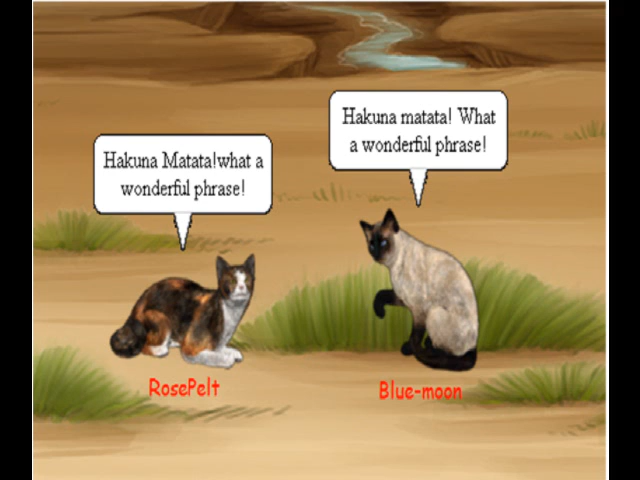 Hakuna Matata!what a
wonderful phrase!
Hakuna matata! What
a wonderful phrase!
RosePelt
Blue-moon